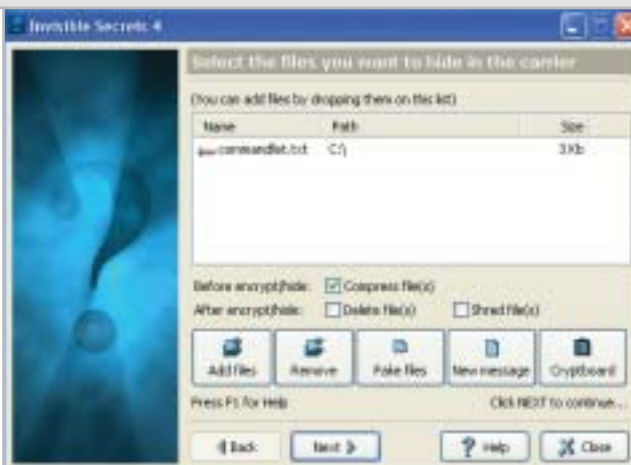 Invisible Secrets 4
Select the files you want to hide in the carrier
(You can add files by dropping them on this list)
Name Path Size
commandlist.txt C:\ 3 Kb
Before encrypt/hide: Compress file(s)
After encrypt/hide: Delete file(s) Shred file(s)
Add files Remove Fake files New message Cryptboard
Press F1 for Help Click NEXT to continue...
Back Next Help Close